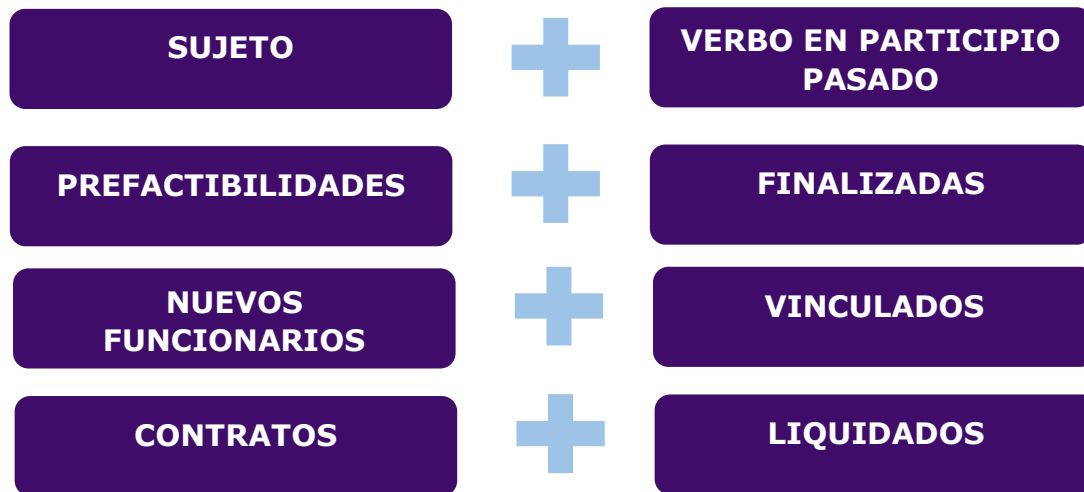 SUJETO
VERBO EN PARTICIPIO
PASADO
PREFACTIBILIDADES
FINALIZADAS
NUEVOS
FUNCIONARIOS
VINCULADOS
CONTRATOS
LIQUIDADOS